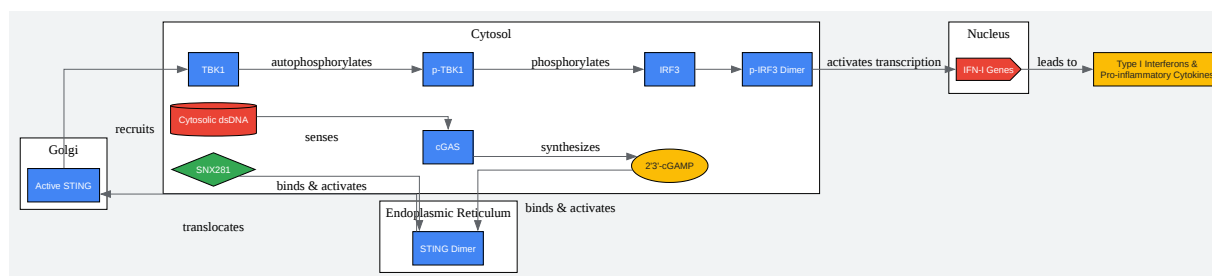 Cytosol
Nucleus
TBK1
autophosphorylates
p-TBK1
phosphorylates
IRF3
p-IRF3 Dimer
activates transcription
IFN-I Genes
leads to
Type I Interferons &
Pro-inflammatory Cytokines
Cytosolic dsDNA
recruits
senses
cGAS
synthesizes
2'3'-cGAMP
Golgi
SNX281
Active STING
binds & activates
Endoplasmic Reticulum
binds & activates
translocates
STING Dimer